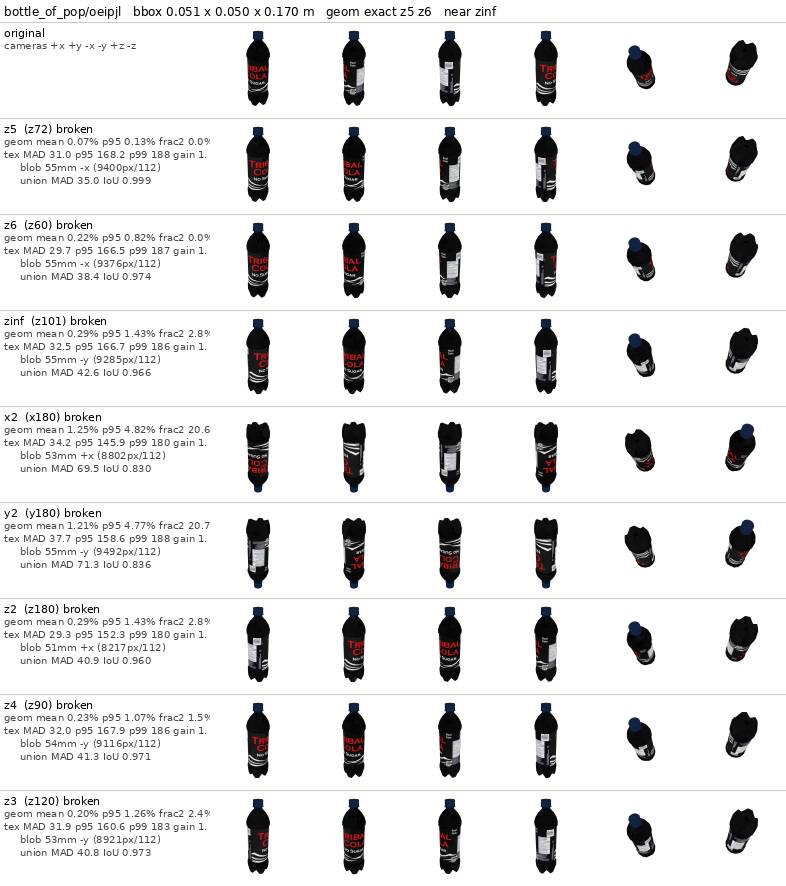 bottle_of_pop/oeipjl bbox 0.051 x 0.050 x 0.170 m geom exact z5 z6 near zinf
original
cameras +x +y -x -y +z -z
z5 (z72) broken
geom mean 0.07% p95 0.13% frac2 0.0%
tex MAD 31.0 p95 168.2 p99 188 gain 1.
blob 55mm -x (9400px/112)
union MAD 35.0 IoU 0.999
z6 (z60) broken
geom mean 0.22% p95 0.82% frac2 0.0%
tex MAD 29.7 p95 166.5 p99 187 gain 1.
blob 55mm -x (9376px/112)
union MAD 38.4 IoU 0.974
zinf (z101) broken
geom mean 0.29% p95 1.43% frac2 2.8%
tex MAD 32.5 p95 166.7 p99 186 gain 1.
blob 55mm -y (9285px/112)
union MAD 42.6 IoU 0.966
x2 (x180) broken
geom mean 1.25% p95 4.82% frac2 20.6
tex MAD 34.2 p95 145.9 p99 180 gain 1.
blob 53mm +x (8802px/112)
union MAD 69.5 IoU 0.830
y2 (y180) broken
geom mean 1.21% p95 4.77% frac2 20.7
tex MAD 37.7 p95 158.6 p99 188 gain 1.
blob 55mm -y (9492px/112)
union MAD 71.3 IoU 0.836
z2 (z180) broken
geom mean 0.29% p95 1.43% frac2 2.8%
tex MAD 29.3 p95 152.3 p99 180 gain 1.
blob 51mm +x (8217px/112)
union MAD 40.9 IoU 0.960
z4 (z90) broken
geom mean 0.23% p95 1.07% frac2 1.5%
tex MAD 32.0 p95 167.9 p99 186 gain 1.
blob 54mm -y (9116px/112)
union MAD 41.3 IoU 0.971
z3 (z120) broken
geom mean 0.20% p95 1.26% frac2 2.4%
tex MAD 31.9 p95 160.6 p99 183 gain 1.
blob 53mm -y (8921px/112)
union MAD 40.8 IoU 0.973